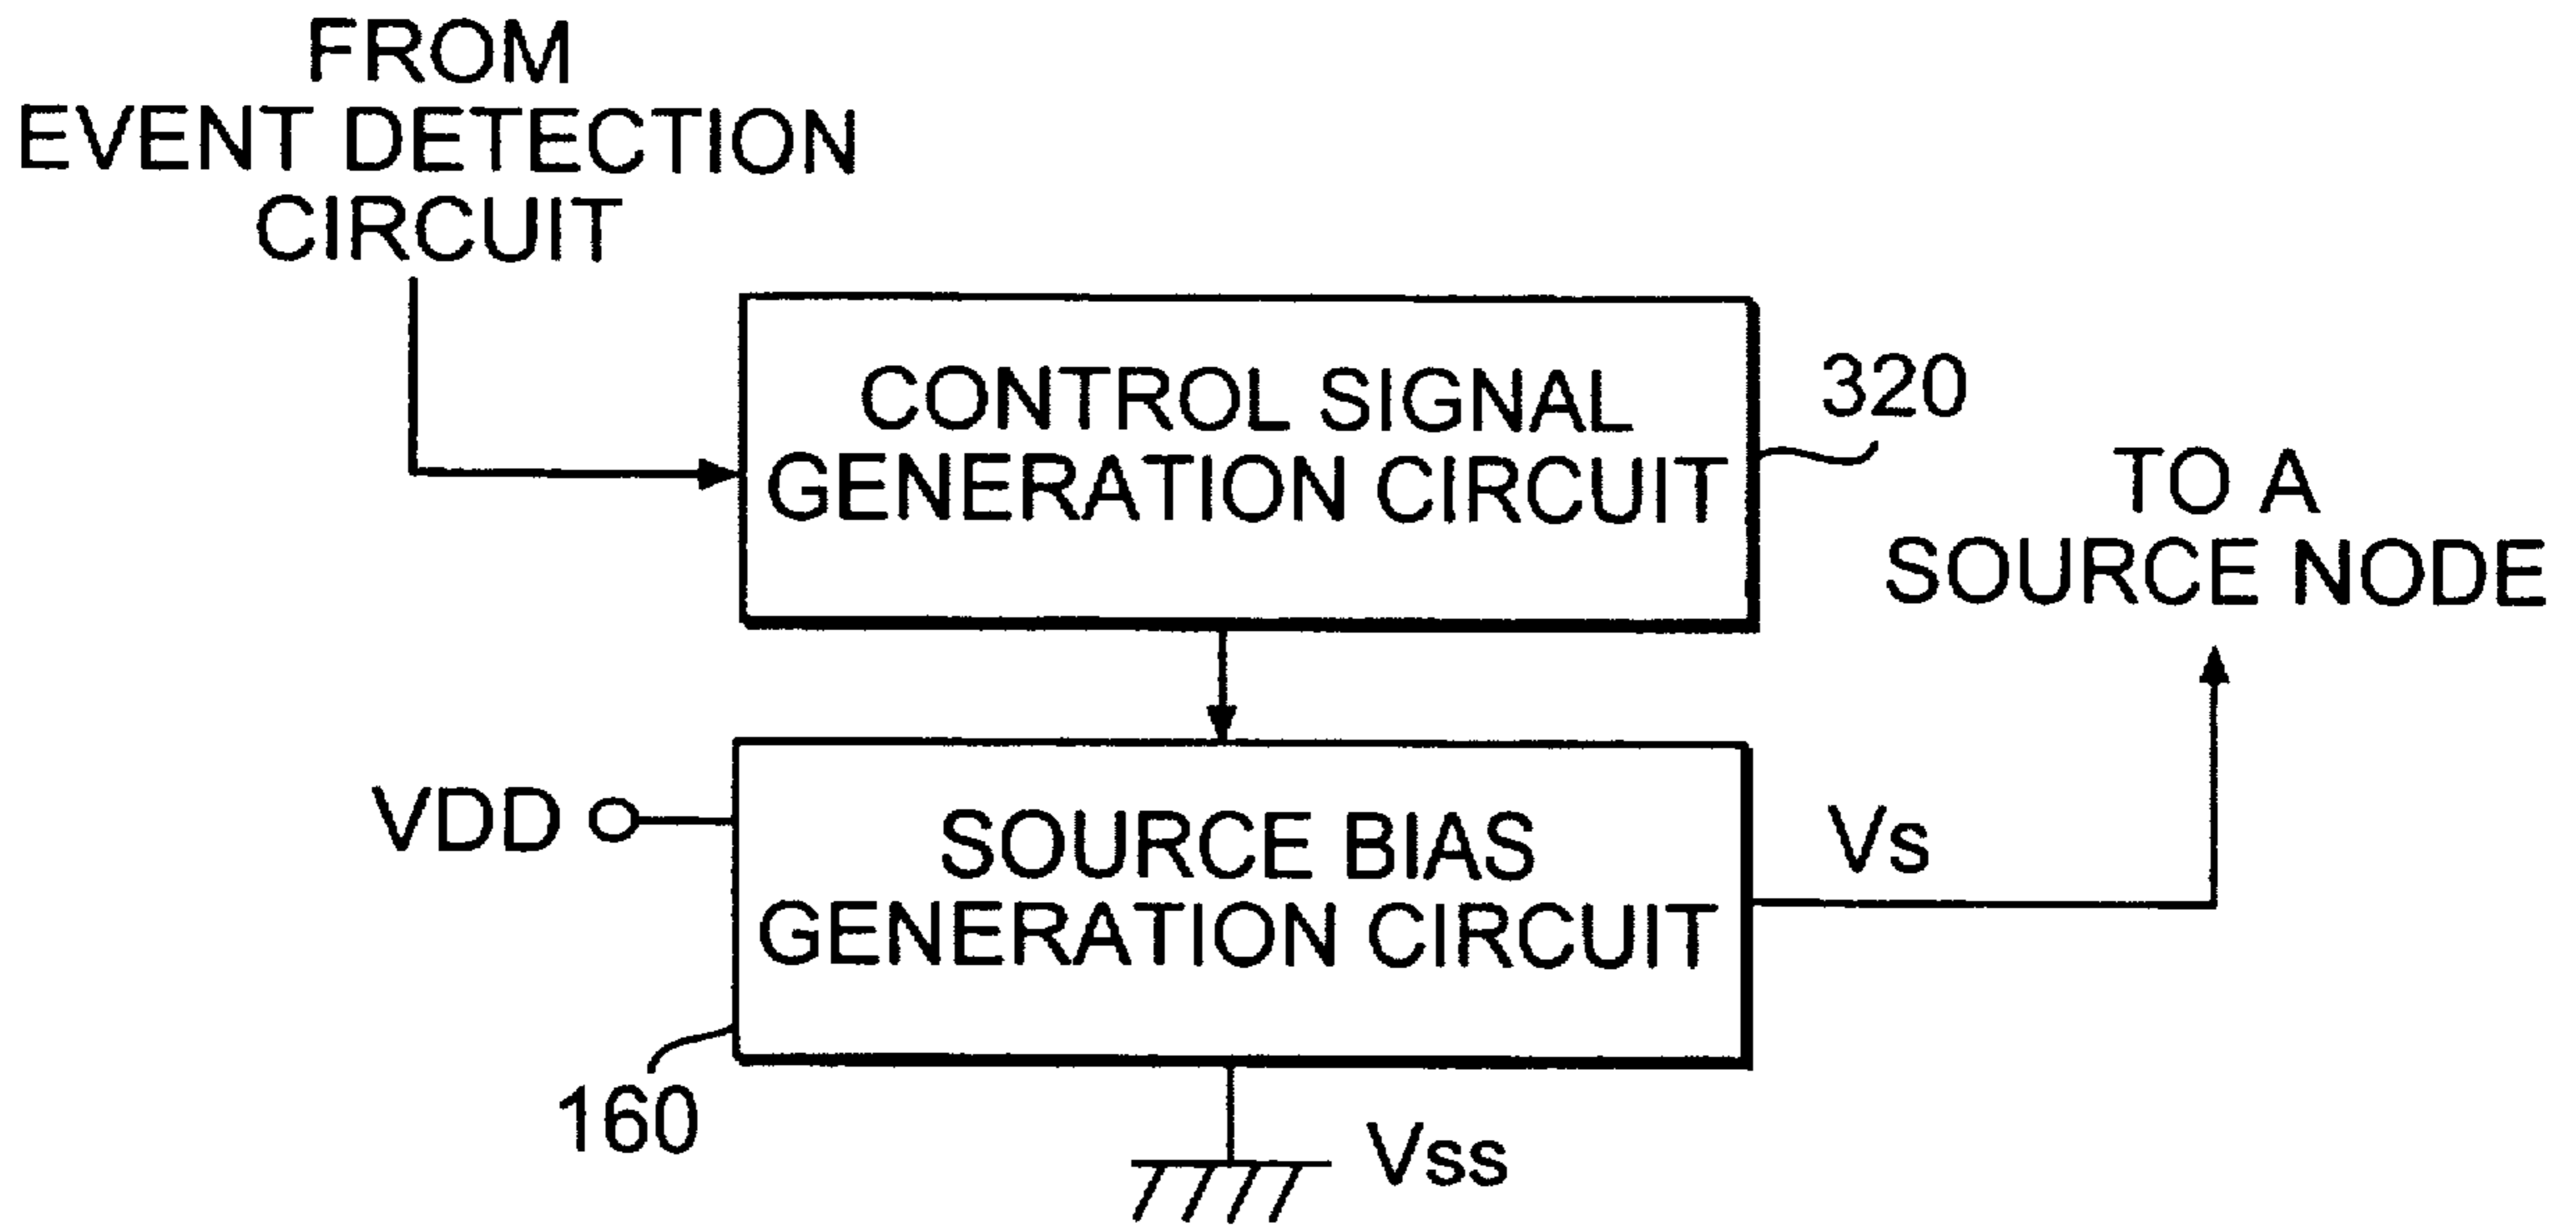 FROM
EVENT DETECTION
CIRCUIT
CONTROL SIGNAL
GENERATION CIRCUIT
320
TO A
SOURCE NODE
VDD
SOURCE BIAS
GENERATION CIRCUIT
Vs
160
Vss